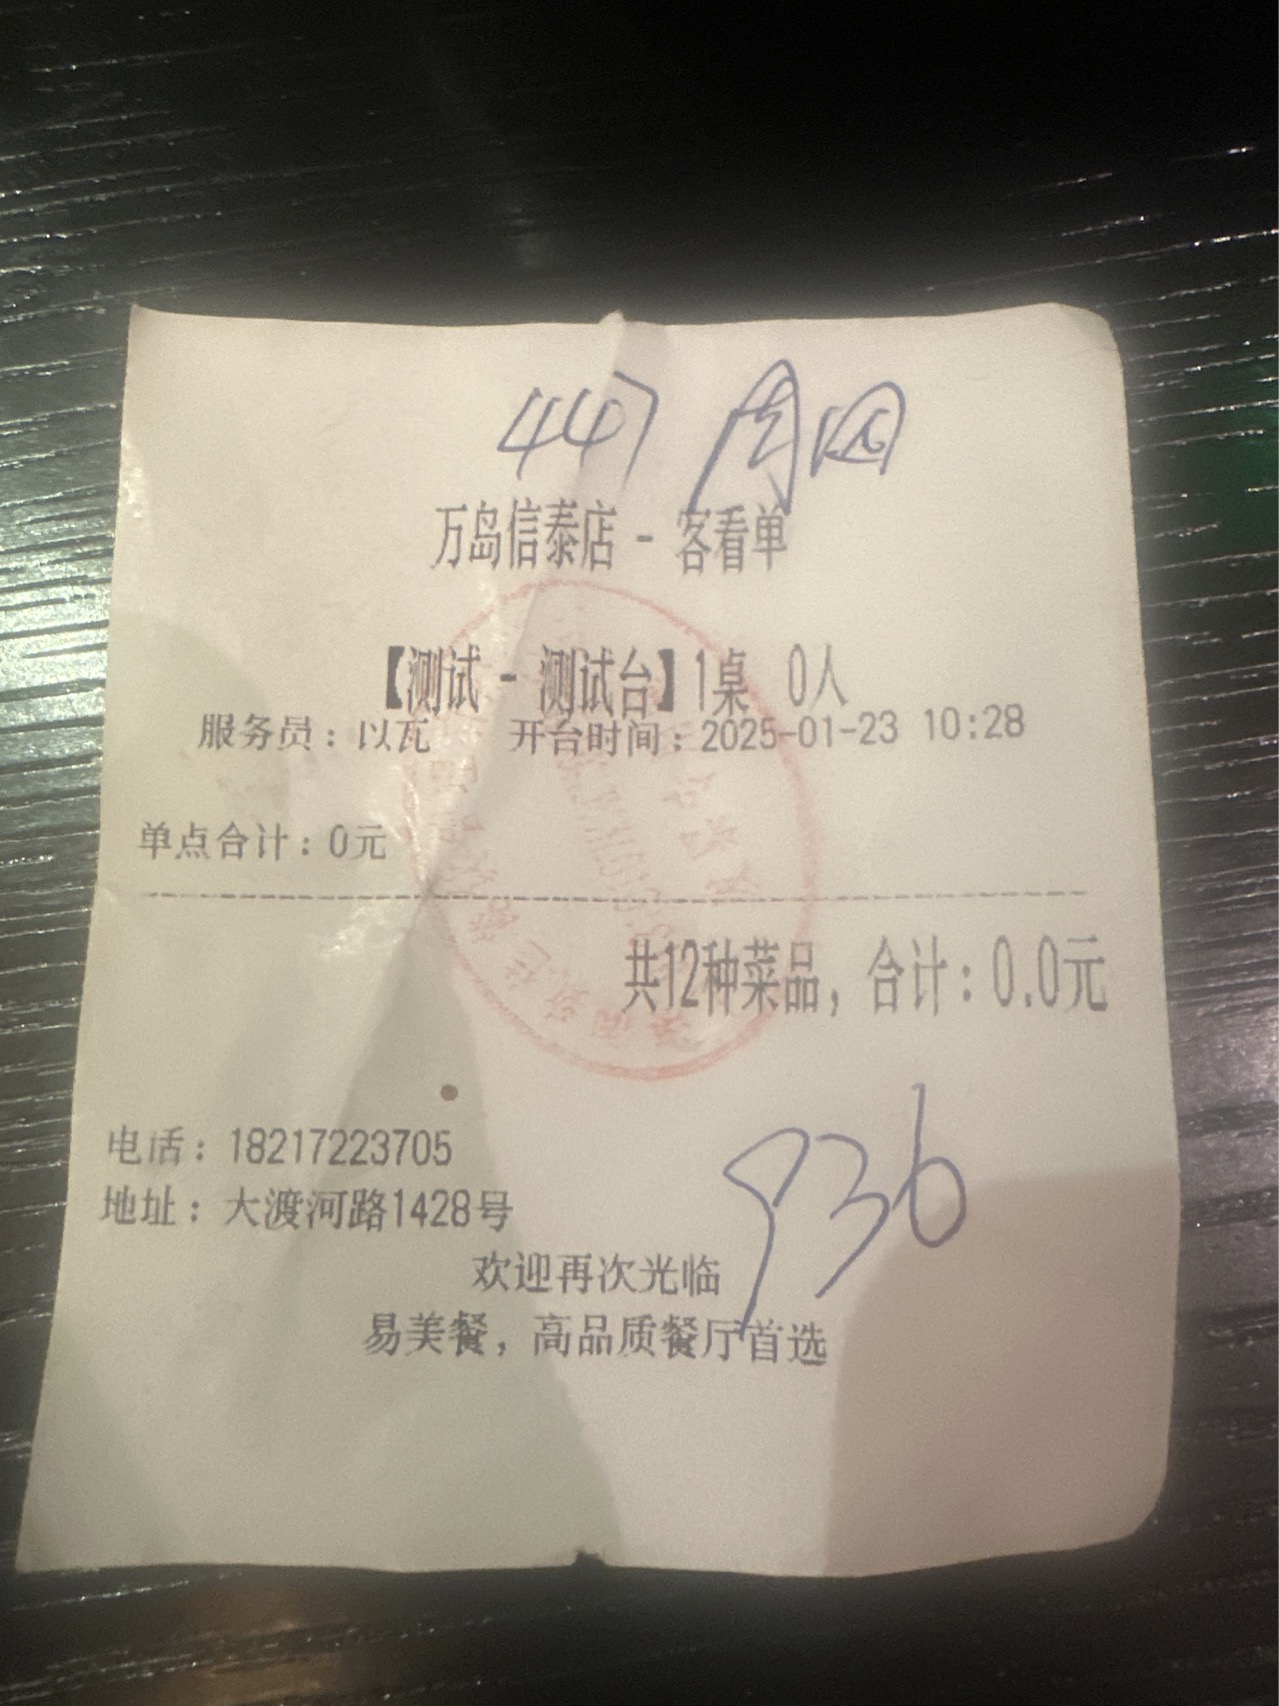 447
万岛信泰店 - 客看单
【测试 - 测试台】1桌 0人
服务员：以瓦 开台时间：2025-01-23 10:28
单点合计：0元
共12种菜品，合计：0.0元
电话：18217223705
地址：大渡河路1428号
936
欢迎再次光临
易美餐，高品质餐厅首选